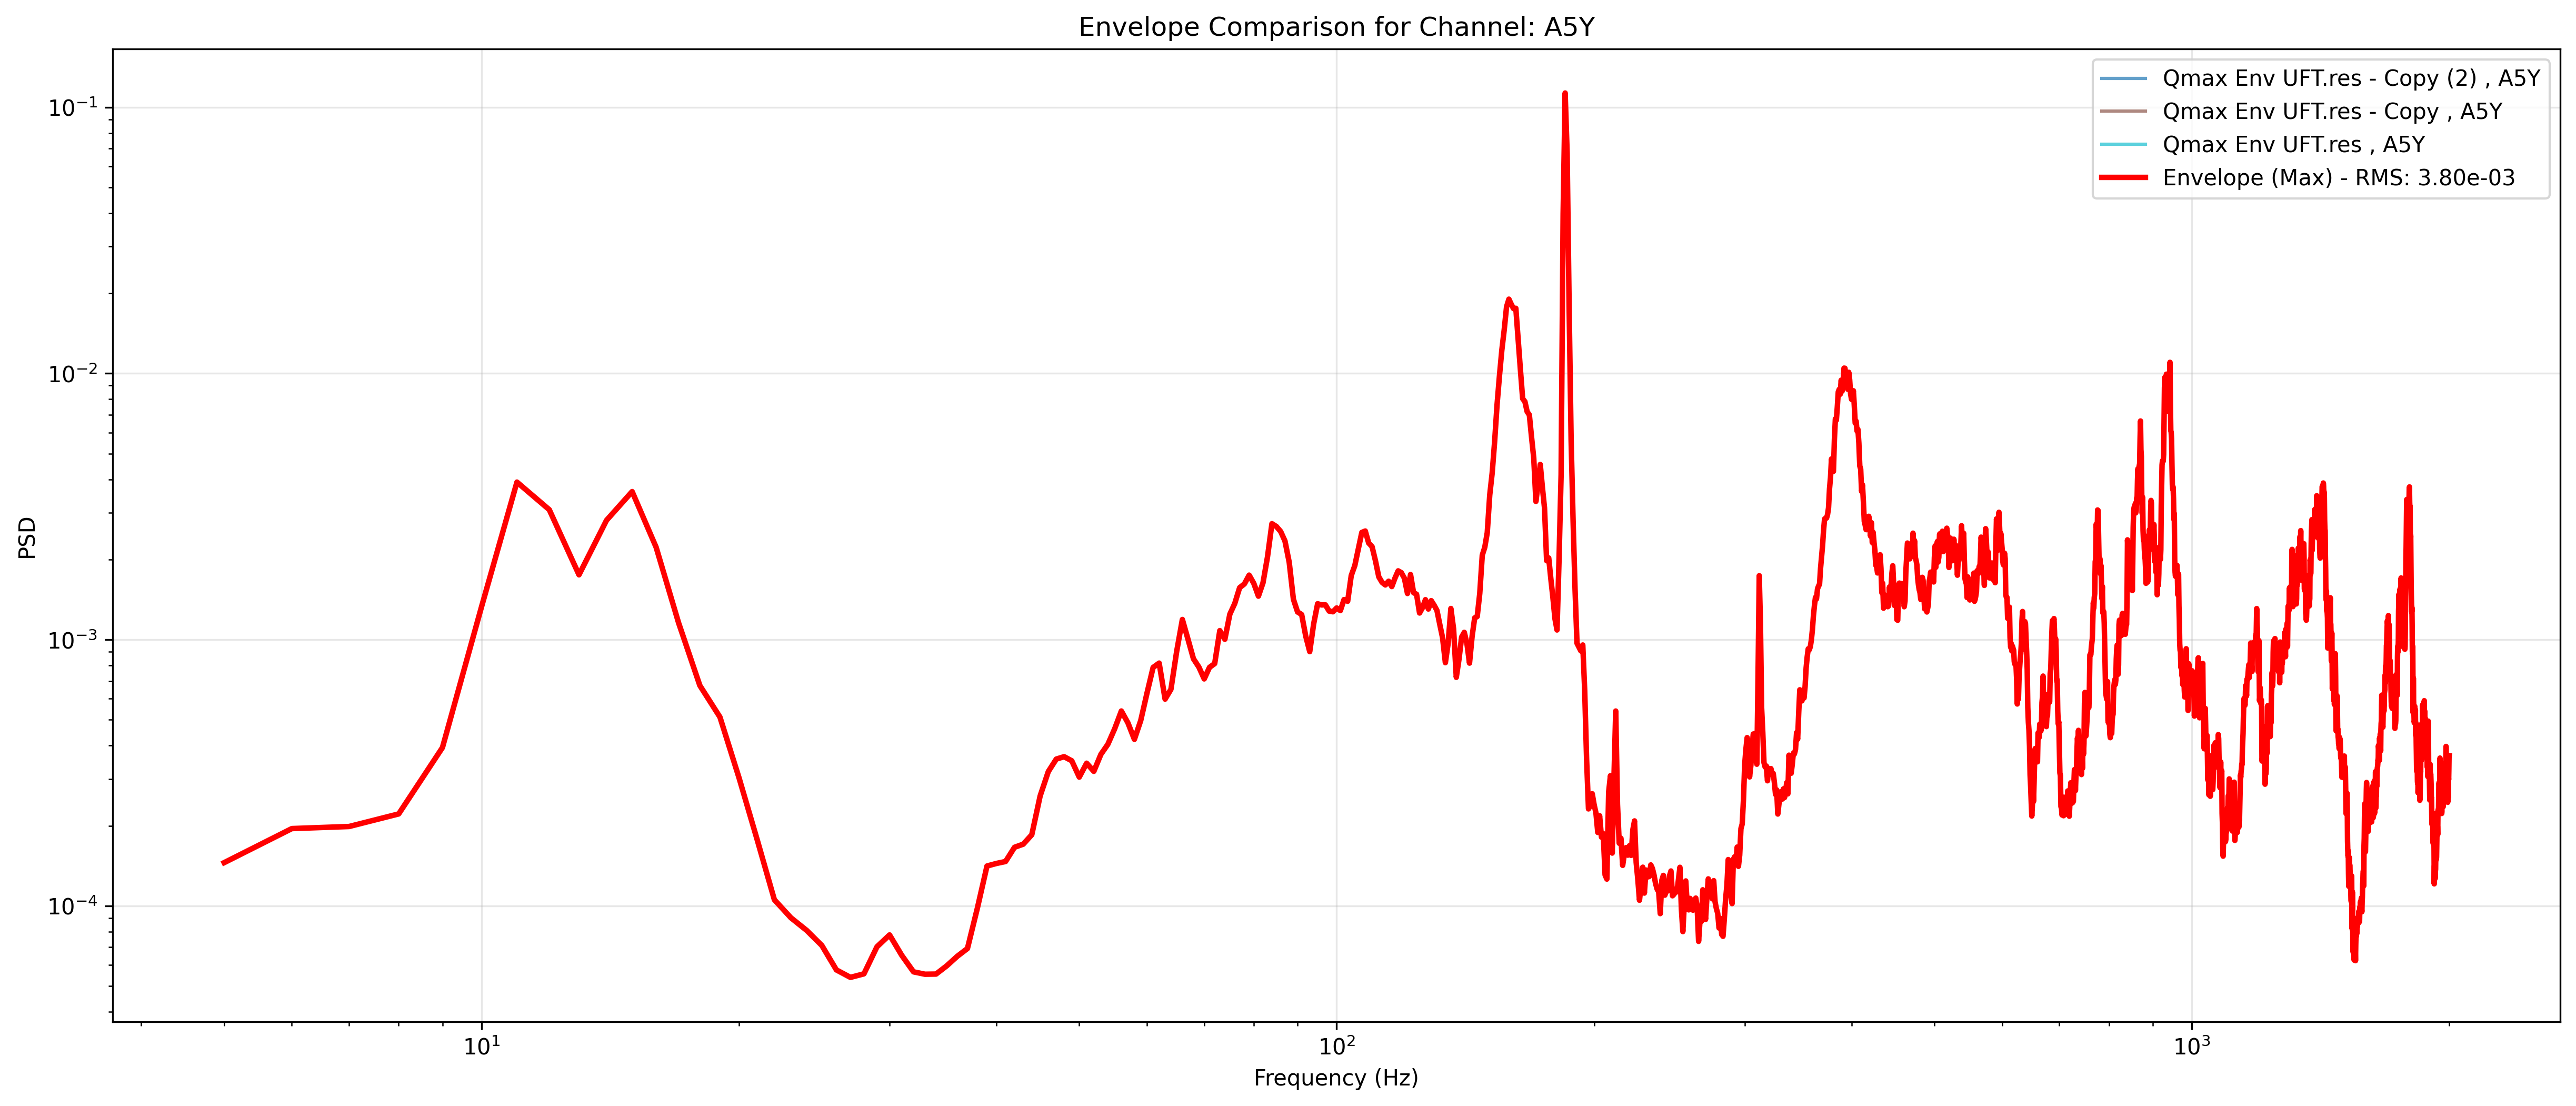 Envelope Comparison for Channel: A5Y
Qmax Env UFT.res - Copy (2) , A5Y
Qmax Env UFT.res - Copy , A5Y
Qmax Env UFT.res , A5Y
Envelope (Max) - RMS: 3.80e-03
PSD
10⁻¹
10⁻²
10⁻³
10⁻⁴
10¹ 10² 10³
Frequency (Hz)